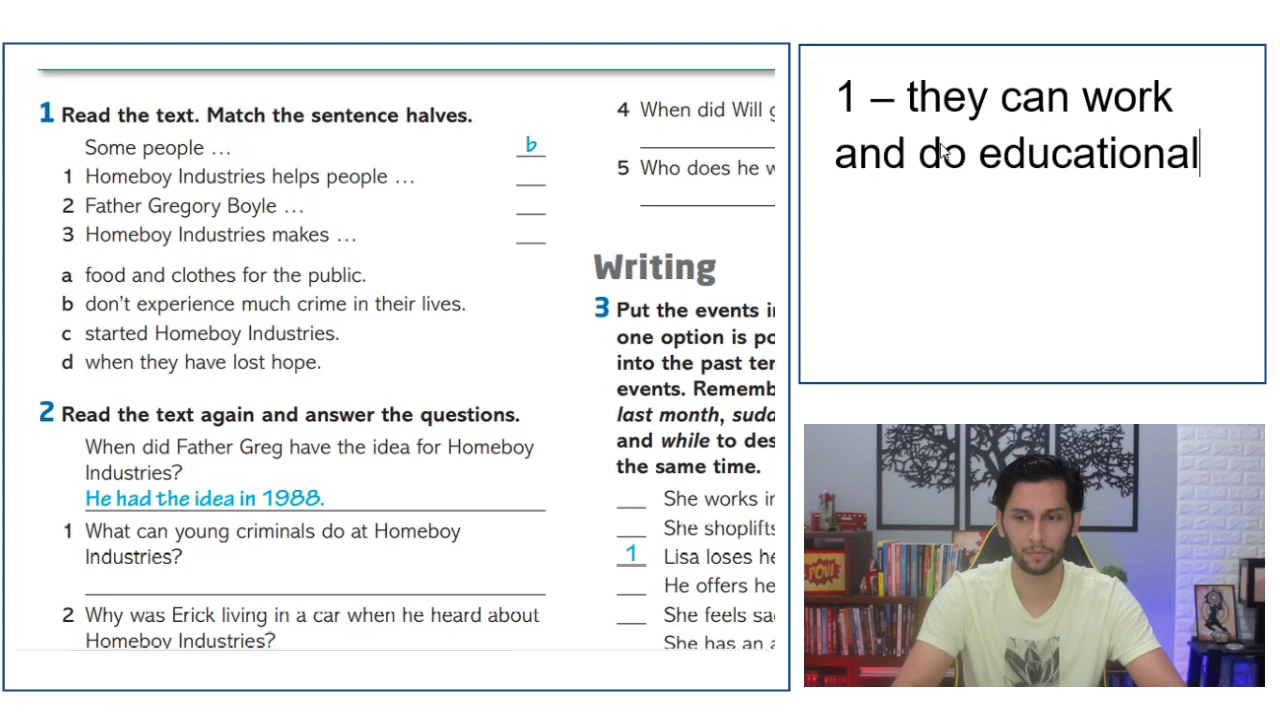 1 Read the text. Match the sentence halves.
Some people … b
1 Homeboy Industries helps people …
2 Father Gregory Boyle …
3 Homeboy Industries makes …
a food and clothes for the public.
b don't experience much crime in their lives.
c started Homeboy Industries.
d when they have lost hope.
2 Read the text again and answer the questions.
When did Father Greg have the idea for Homeboy
Industries?
He had the idea in 1988.
1 What can young criminals do at Homeboy
Industries?
2 Why was Erick living in a car when he heard about
Homeboy Industries?
4 When did Will
5 Who does he
Writing
3 Put the events
one option is
into the past
events.
last month,
and while to
the same time.
She works
She
1 Lisa loses
He offers
She feels
She has an
1 – they can work
and do educational
POW!